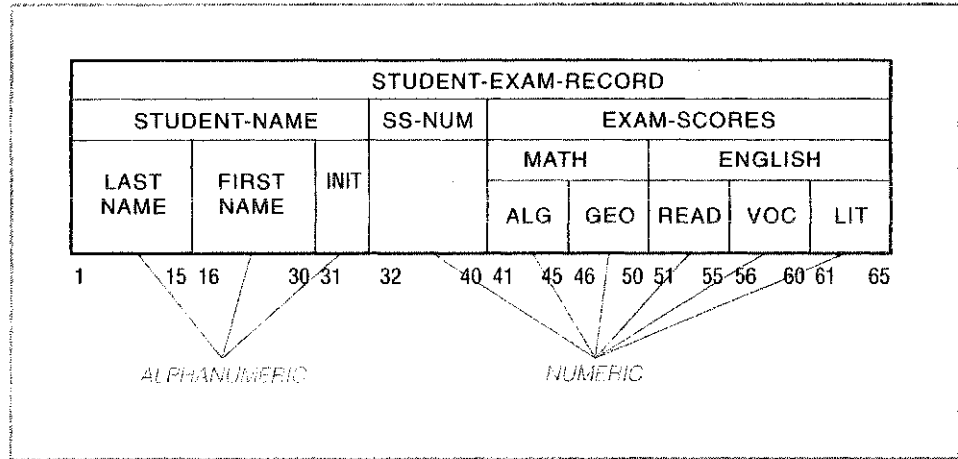 STUDENT-EXAM-RECORD
STUDENT-NAME SS-NUM EXAM-SCORES
MATH ENGLISH
LAST NAME FIRST NAME INIT
ALG GEO READ VOC LIT
1 15 16 30 31 32 40 41 45 46 50 51 55 56 60 61 65
ALPHANUMERIC NUMERIC